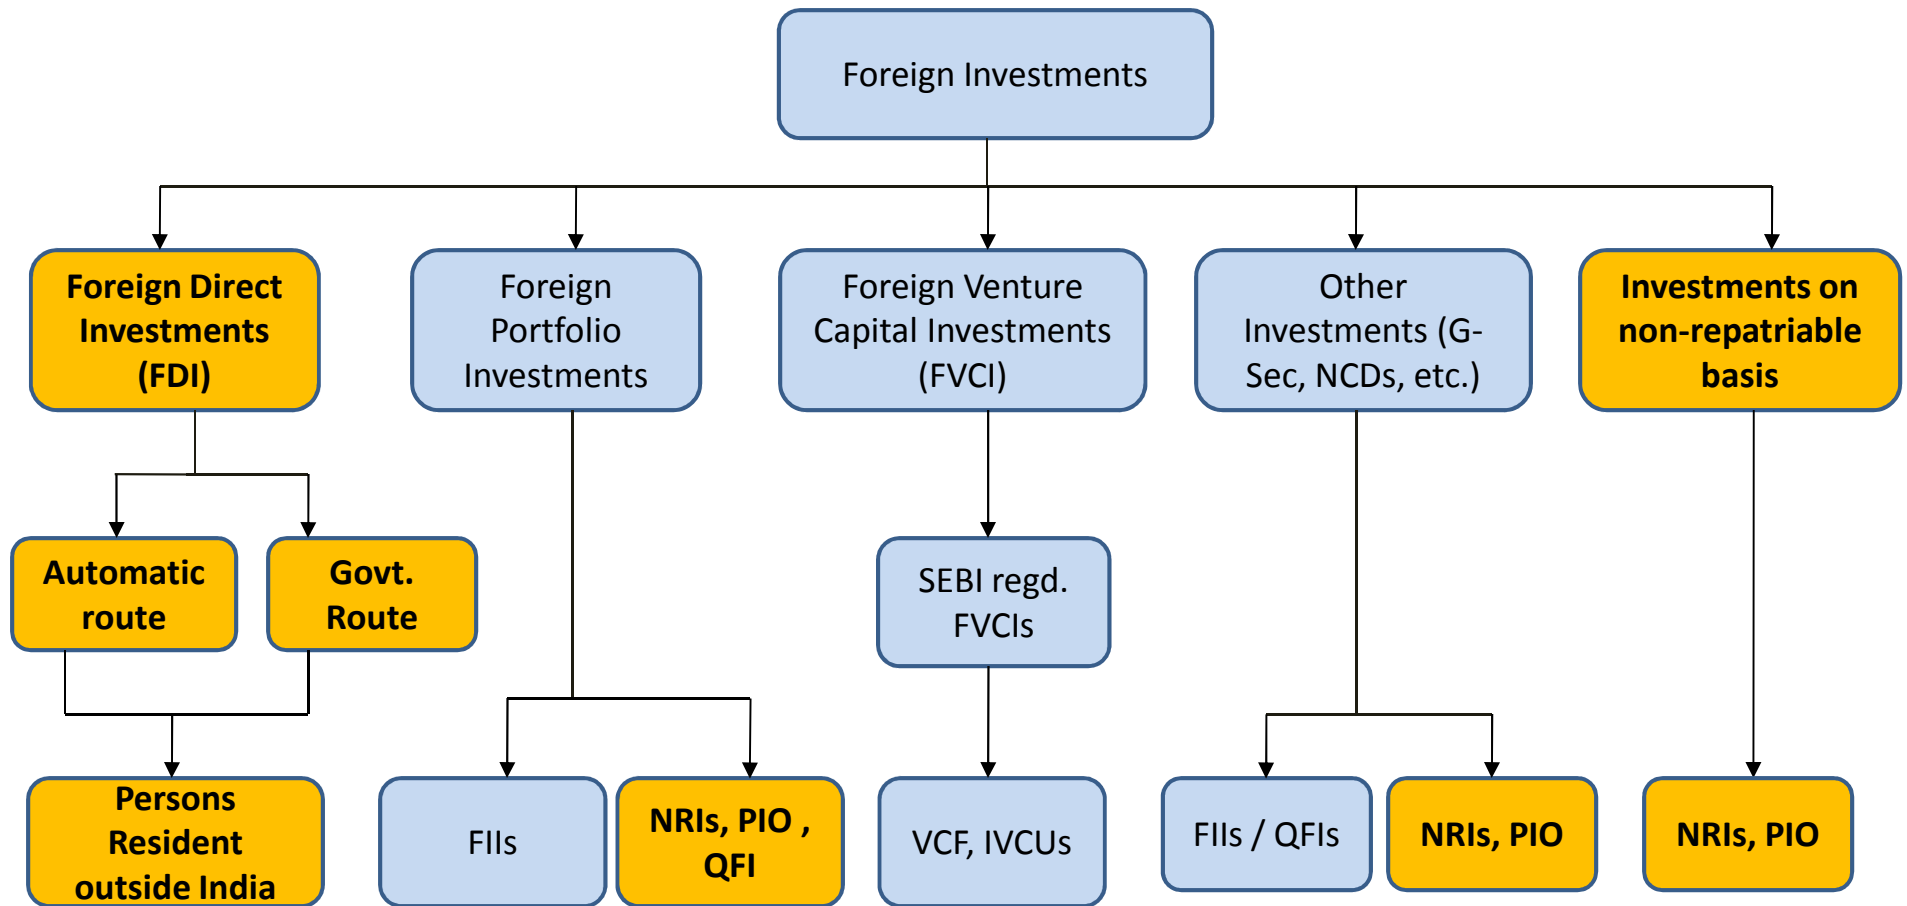 Foreign Investments
Foreign Direct
Investments
(FDI)
Foreign
Portfolio
Investments
Foreign Venture
Capital Investments
(FVCI)
Other
Investments (G-
Sec, NCDs, etc.)
Investments on
non-repatriable
basis
Automatic
route
Govt.
Route
SEBI regd.
FVCIs
Persons
Resident
outside India
FIIs
NRIs, PIO ,
QFI
VCF, IVCUs
FIIs / QFIs
NRIs, PIO
NRIs, PIO